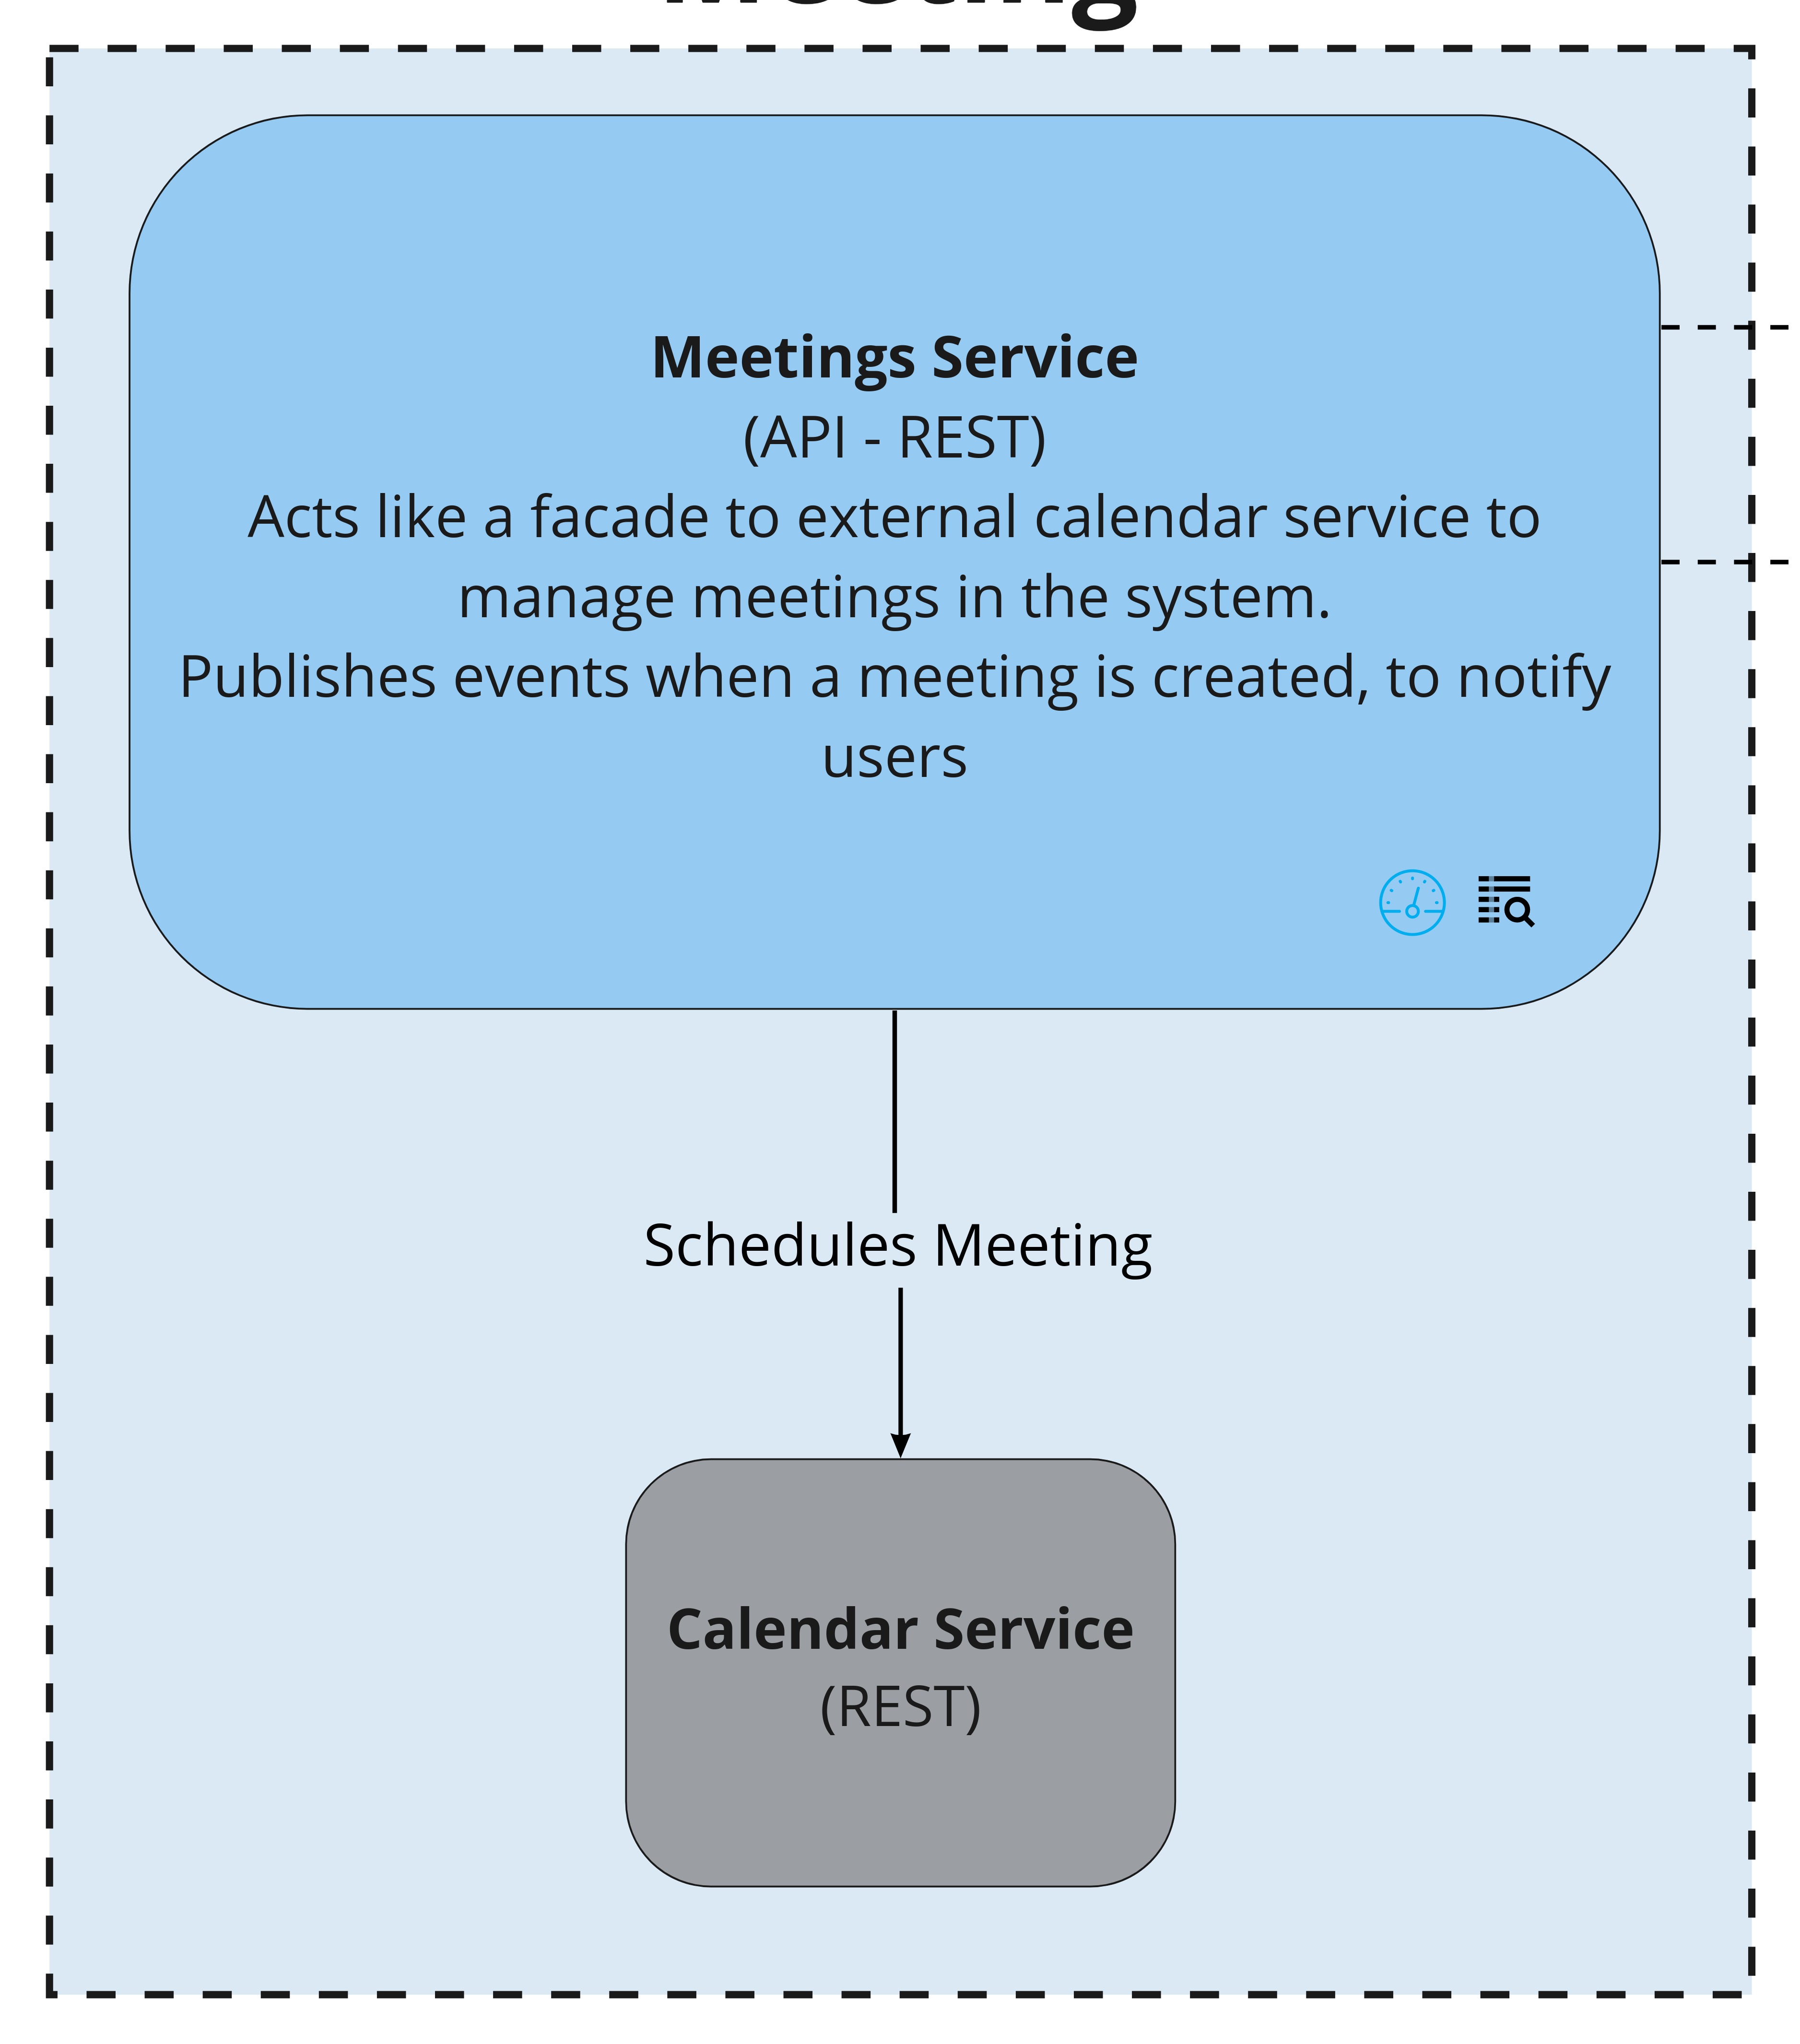 Meetings Service
(API - REST)
Acts like a facade to external calendar service to
manage meetings in the system.
Publishes events when a meeting is created, to notify
users
Schedules Meeting
Calendar Service
(REST)